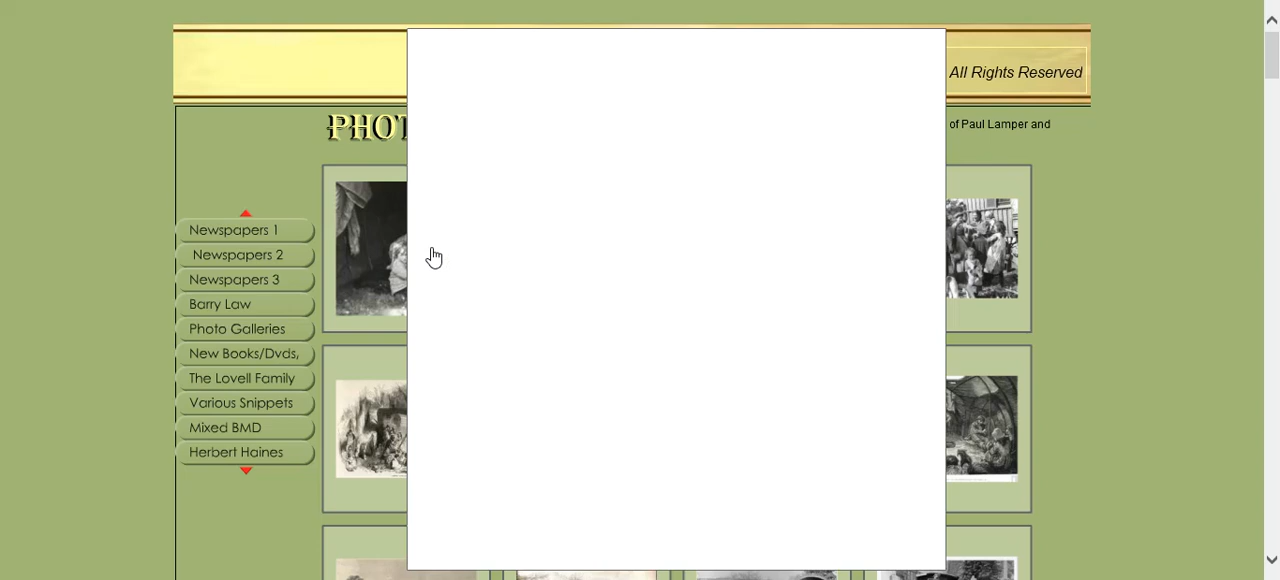 All Rights Reserved
PHOT
of Paul Lamper and
Newspapers 1
Newspapers 2
Newspapers 3
Barry Law
Photo Galleries
New Books/Dvds,
The Lovell Family
Various Snippets
Mixed BMD
Herbert Haines